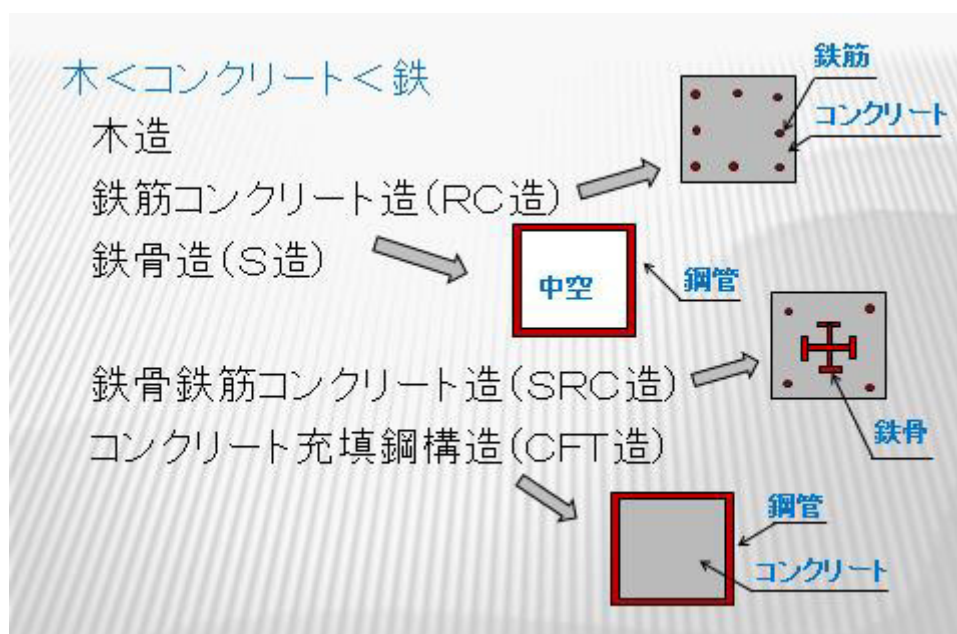 木＜コンクリート＜鉄
木造
鉄筋コンクリート造(RC造)
鉄骨造(S造)
鉄骨鉄筋コンクリート造(SRC造)
コンクリート充填鋼構造(CFT造)
鉄筋
コンクリート
中空
鋼管
鉄骨
鋼管
コンクリート